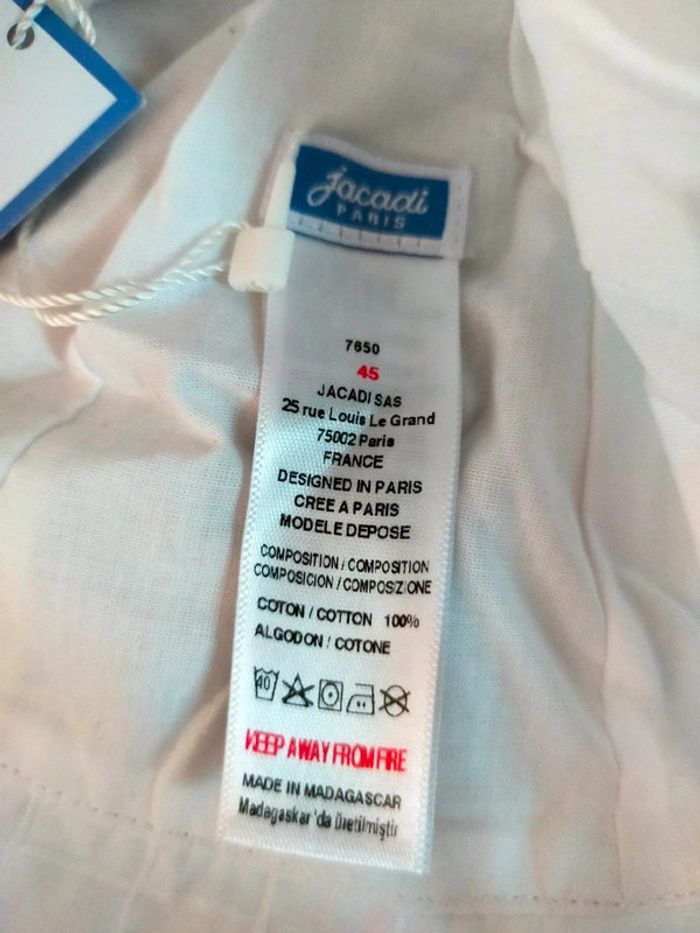 jacadi
PARIS
7650
45
JACADI SAS
25 rue Louis Le Grand
75002 Paris
FRANCE
DESIGNED IN PARIS
CREE A PARIS
MODELE DEPOSE
COMPOSITION / COMPOSITION
COMPOSICION / COMPOSIZIONE
COTON / COTTON 100%
ALGODON / COTONE
40
KEEP AWAY FROM FIRE
MADE IN MADAGASCAR
Madagaskar'da üretilmiştir